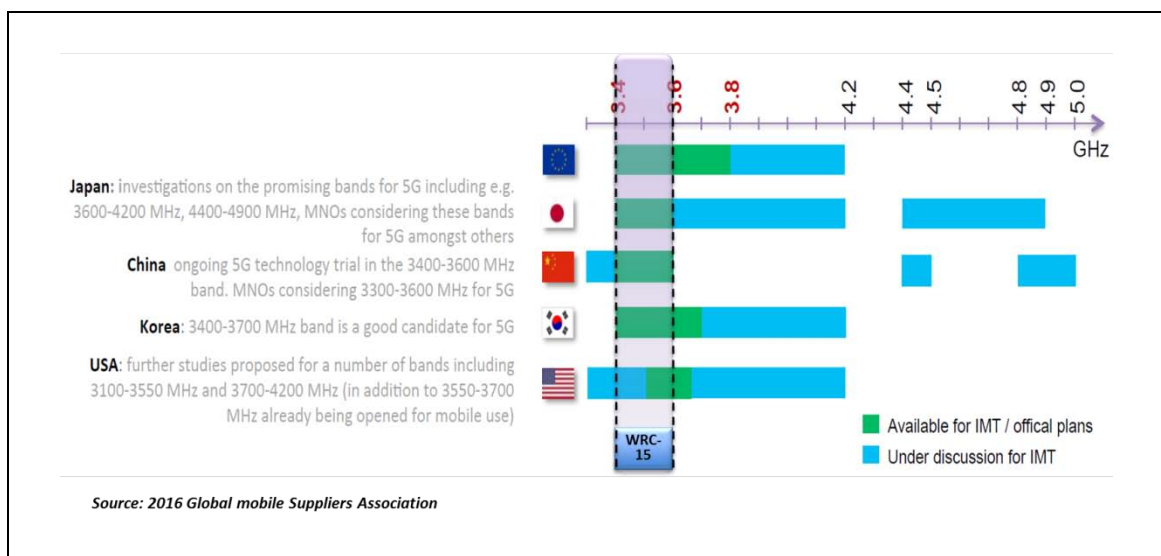 3.4
3.6
3.8
4.2
4.4
4.5
4.8
4.9
5.0
GHz
Japan: investigations on the promising bands for 5G including e.g.
3600-4200 MHz, 4400-4900 MHz, MNOs considering these bands
for 5G amongst others
China ongoing 5G technology trial in the 3400-3600 MHz
band. MNOs considering 3300-3600 MHz for 5G
Korea: 3400-3700 MHz band is a good candidate for 5G
USA: further studies proposed for a number of bands including
3100-3550 MHz and 3700-4200 MHz (in addition to 3550-3700
MHz already being opened for mobile use)
WRC-
15
Available for IMT / offical plans
Under discussion for IMT
Source: 2016 Global mobile Suppliers Association